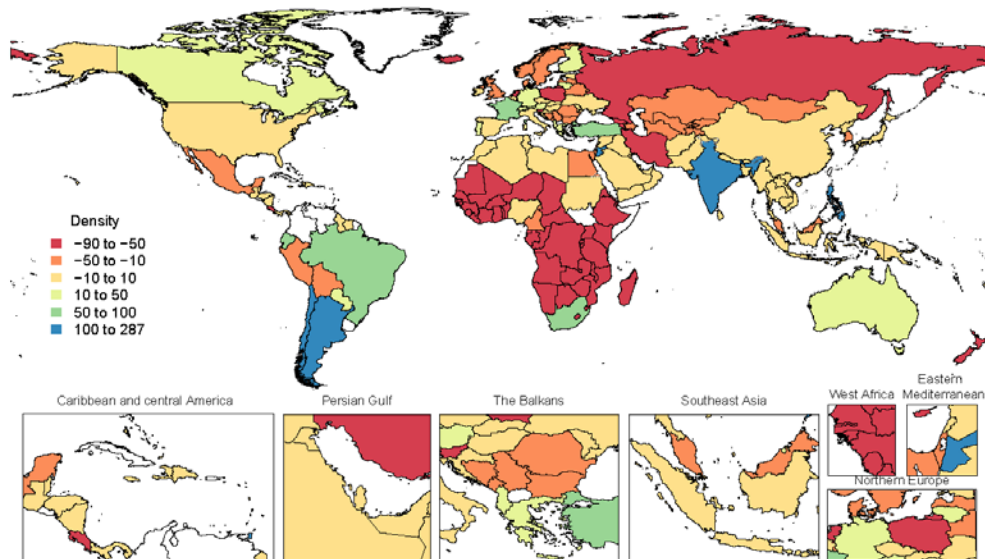 Density
−90 to −50
−50 to −10
−10 to 10
10 to 50
50 to 100
100 to 287
Caribbean and central America
Persian Gulf
The Balkans
Southeast Asia
West Africa
Eastern
Mediterranean
Northern Europe